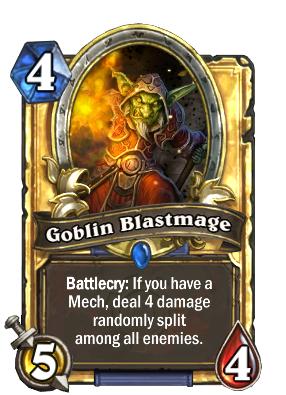 4
Goblin Blastmage
Battlecry: If you have a
Mech, deal 4 damage
randomly split
among all enemies.
5
4